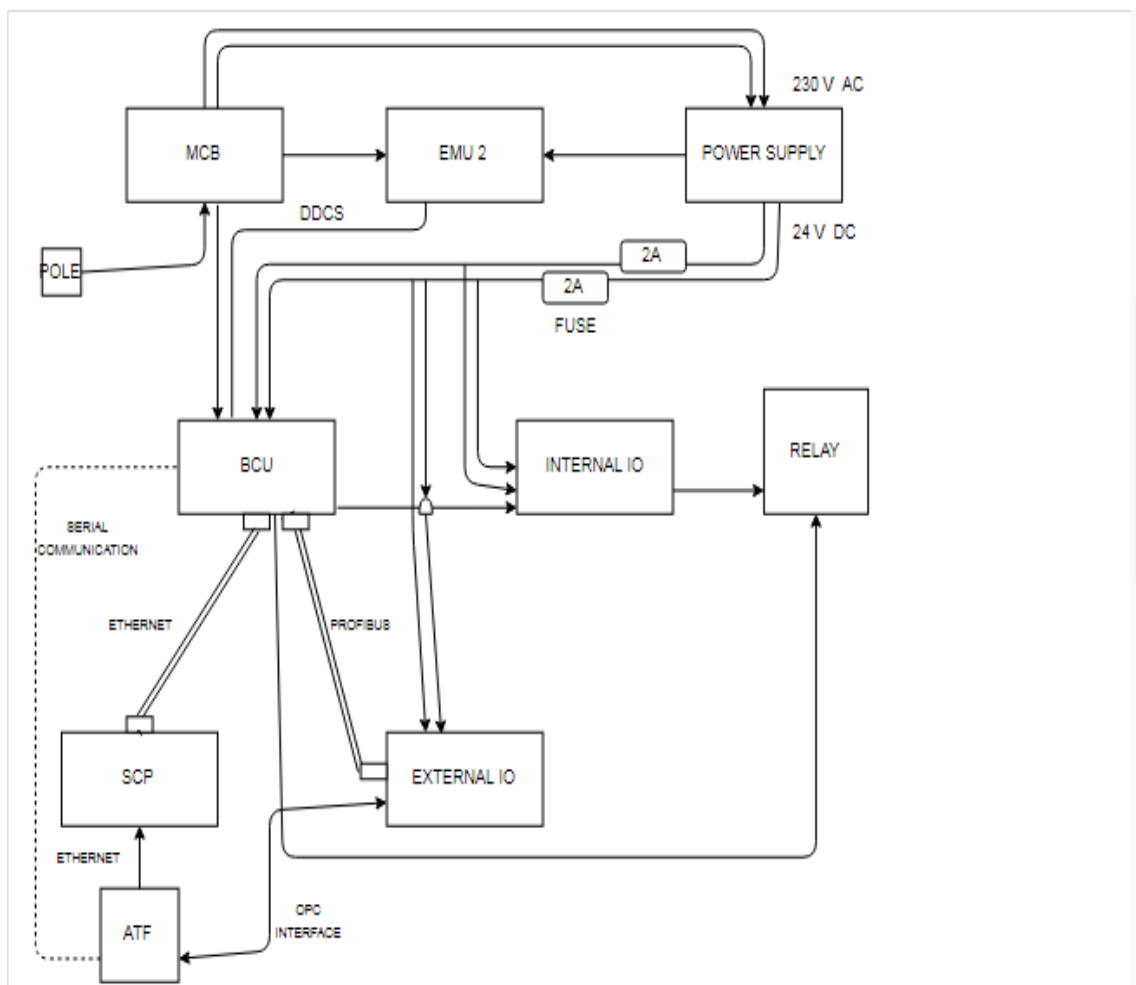 230 V AC
MCB
EMU 2
POWER SUPPLY
DDCS
24 V DC
POLE
2A
2A
FUSE
BCU
INTERNAL IO
RELAY
SERIAL
COMMUNICATION
ETHERNET
PROFIBUS
SCP
EXTERNAL IO
ETHERNET
ATF
OPC
INTERFACE